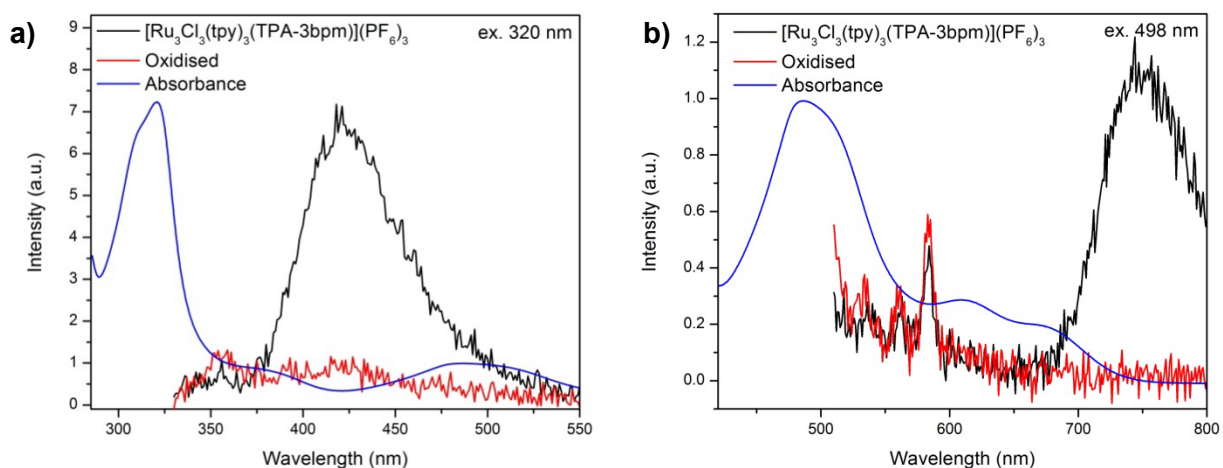 a)
[Ru3Cl3(tpy)3(TPA-3bpm)](PF6)3
ex. 320 nm
Oxidised
Absorbance
9
8
7
6
5
4
3
2
1
0
Intensity (a.u.)
300 350 400 450 500 550
Wavelength (nm)
b)
[Ru3Cl3(tpy)3(TPA-3bpm)](PF6)3
ex. 498 nm
Oxidised
Absorbance
1.2
1.0
0.8
0.6
0.4
0.2
0.0
Intensity (a.u.)
500 600 700 800
Wavelength (nm)